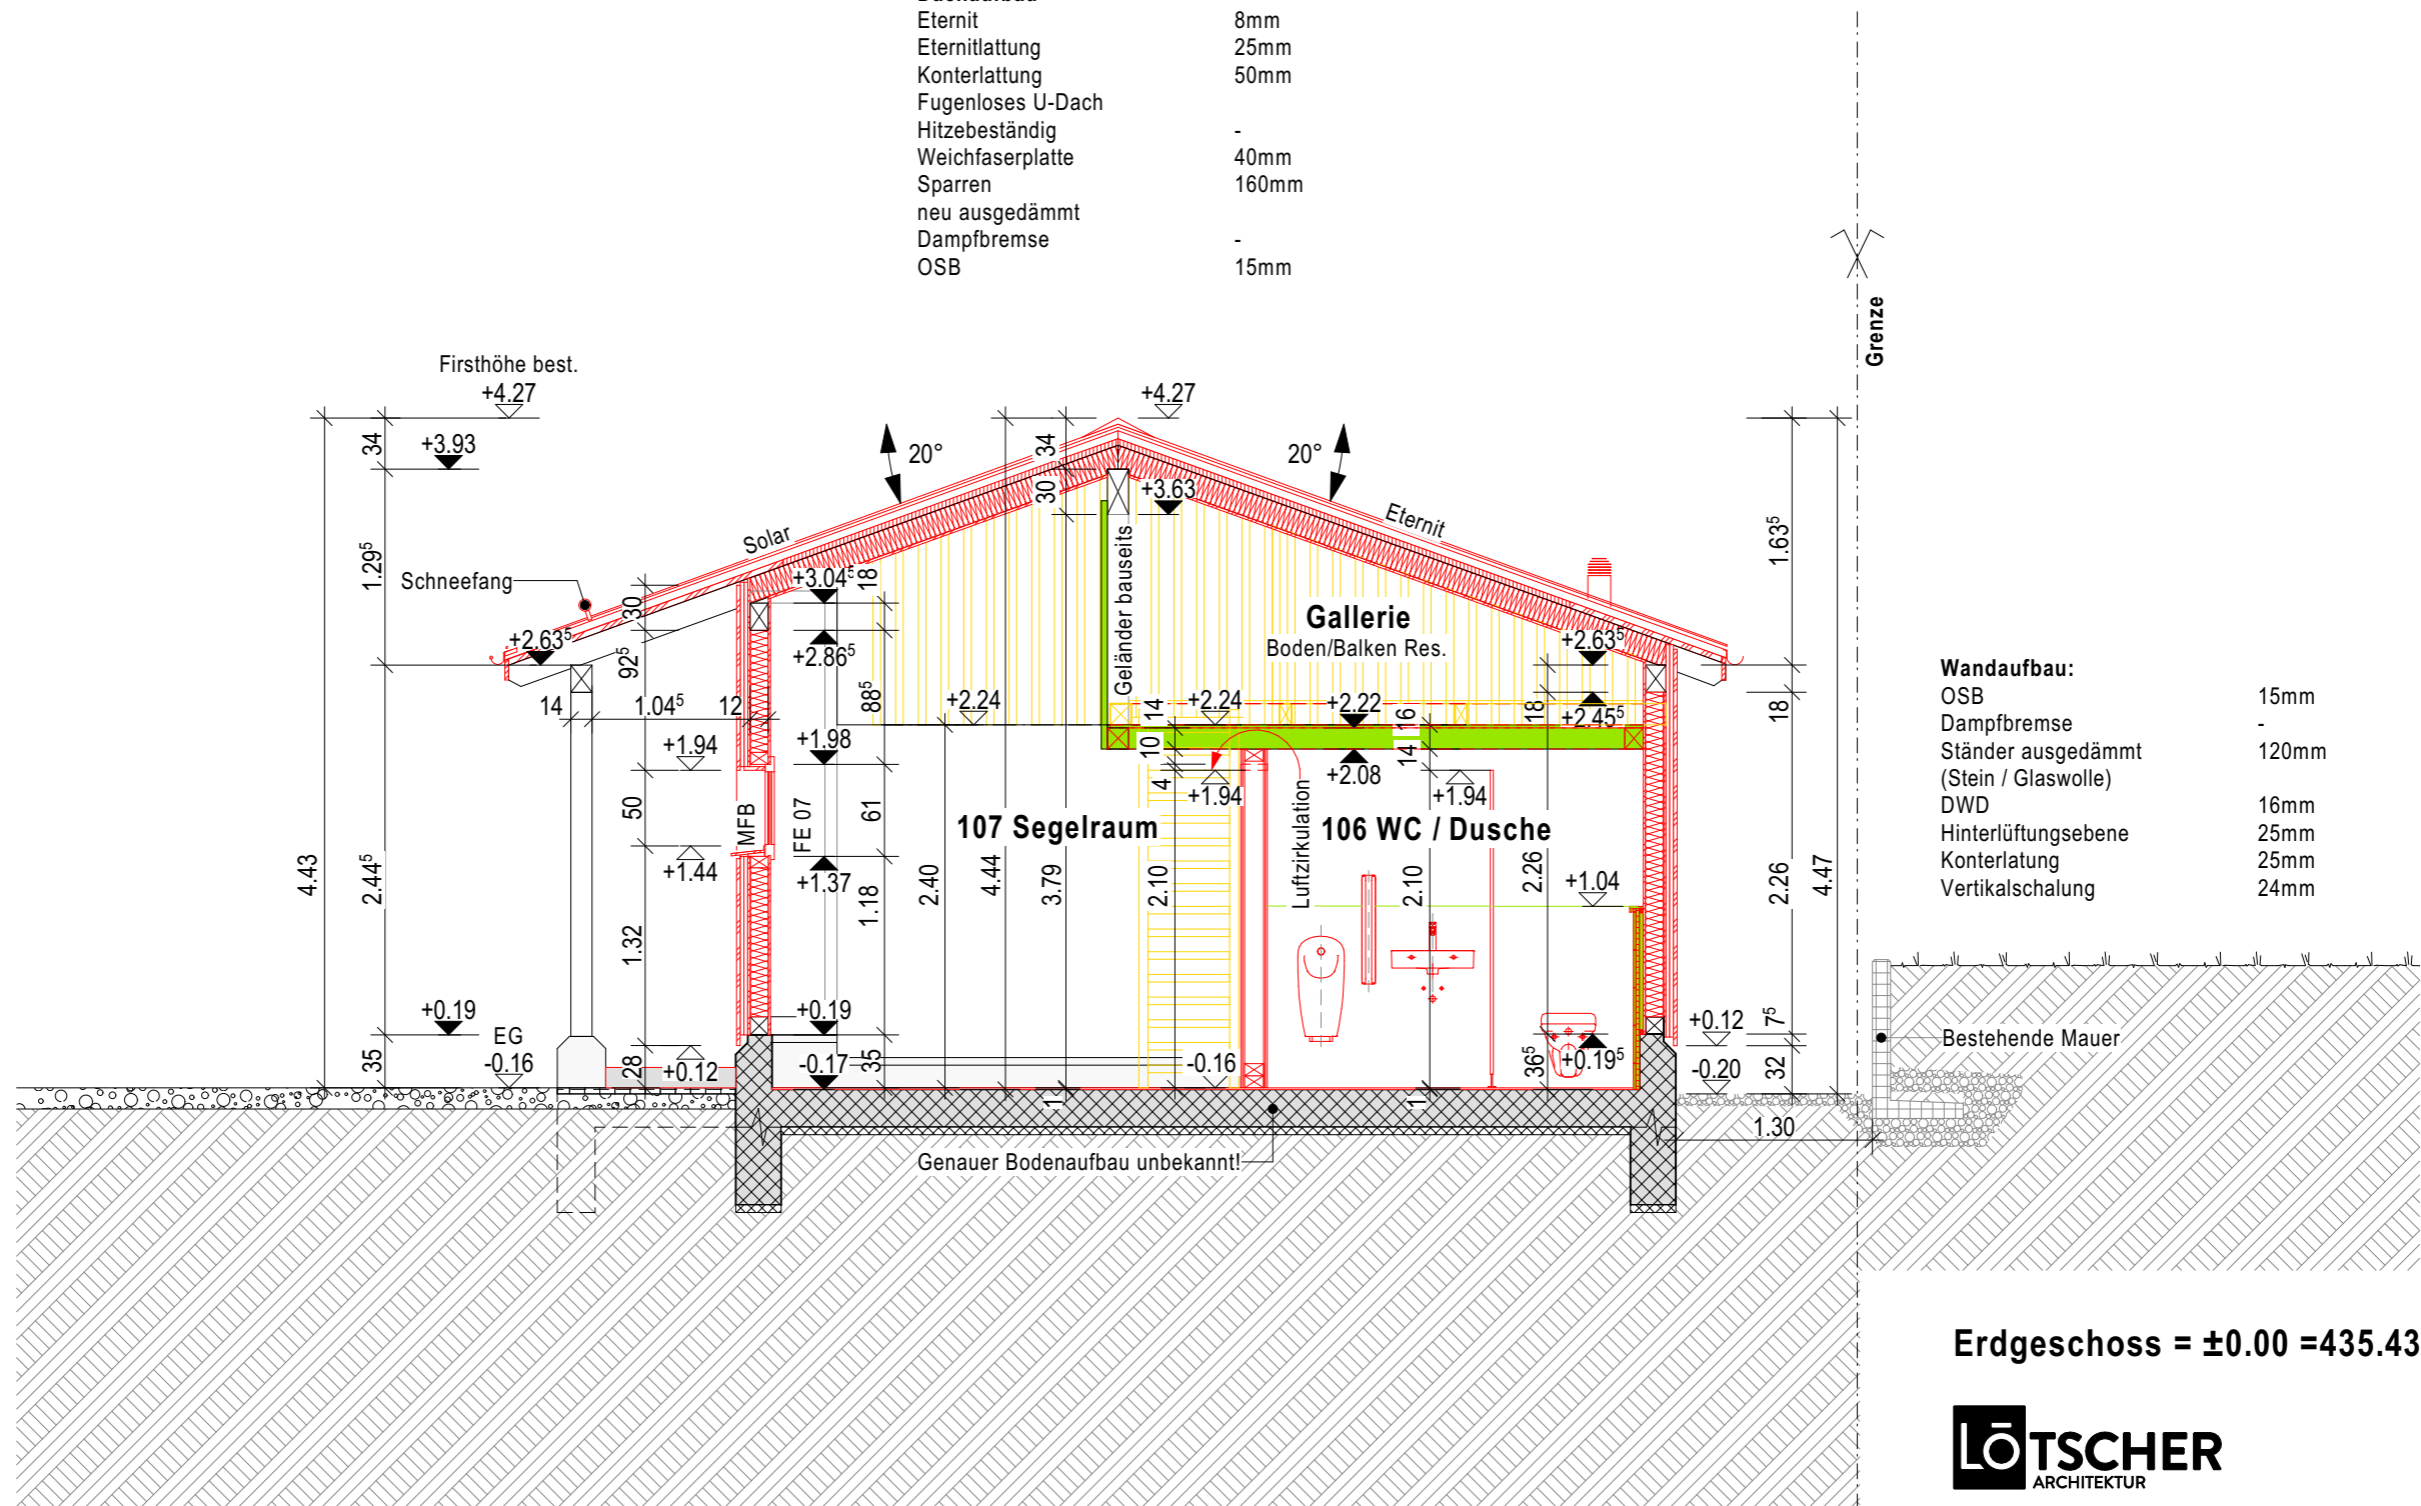 Eternit 8mm
Eternitlattung 25mm
Konterlattung 50mm
Fugenloses U-Dach
Hitzebeständig -
Weichfaserplatte 40mm
Sparren 160mm
neu ausgedämmt
Dampfbremse -
OSB 15mm
Grenze
Firsthöhe best.
+4.27
+4.27
34
+3.93
20°
34
20°
30
+3.63
Solar
Eternit
1.29⁵
1.63⁵
Schneefang
30
+3.04⁵
18
Geländer bauseits
Gallerie
Boden/Balken Res.
+2.63⁵
92⁵
+2.86⁵
+2.63⁵
88⁵
14
1.04⁵
12
+2.24
14
+2.24
+2.22
16
18
+2.45⁵
18
+1.94
+1.98
10
14
+2.08
4
+1.94
+1.94
50
MFB
FE 07
61
107 Segelraum
Luftzirkulation
106 WC / Dusche
+1.44
+1.37
4.43
2.44⁵
1.18
2.40
4.44
3.79
2.10
2.10
2.26
+1.04
2.26
4.47
1.32
+0.19
+0.19
EG
-0.16
35
28
+0.12
-0.17
35
1
-0.16
1
36⁵
+0.19⁵
+0.12
7⁵
-0.20
32
1.30
Genauer Bodenaufbau unbekannt!
Wandaufbau:
OSB 15mm
Dampfbremse -
Ständer ausgedämmt 120mm
(Stein / Glaswolle)
DWD 16mm
Hinterlüftungsebene 25mm
Konterlatung 25mm
Vertikalschalung 24mm
Bestehende Mauer
Erdgeschoss = ±0.00 =435.43
LÖTSCHER
ARCHITEKTUR